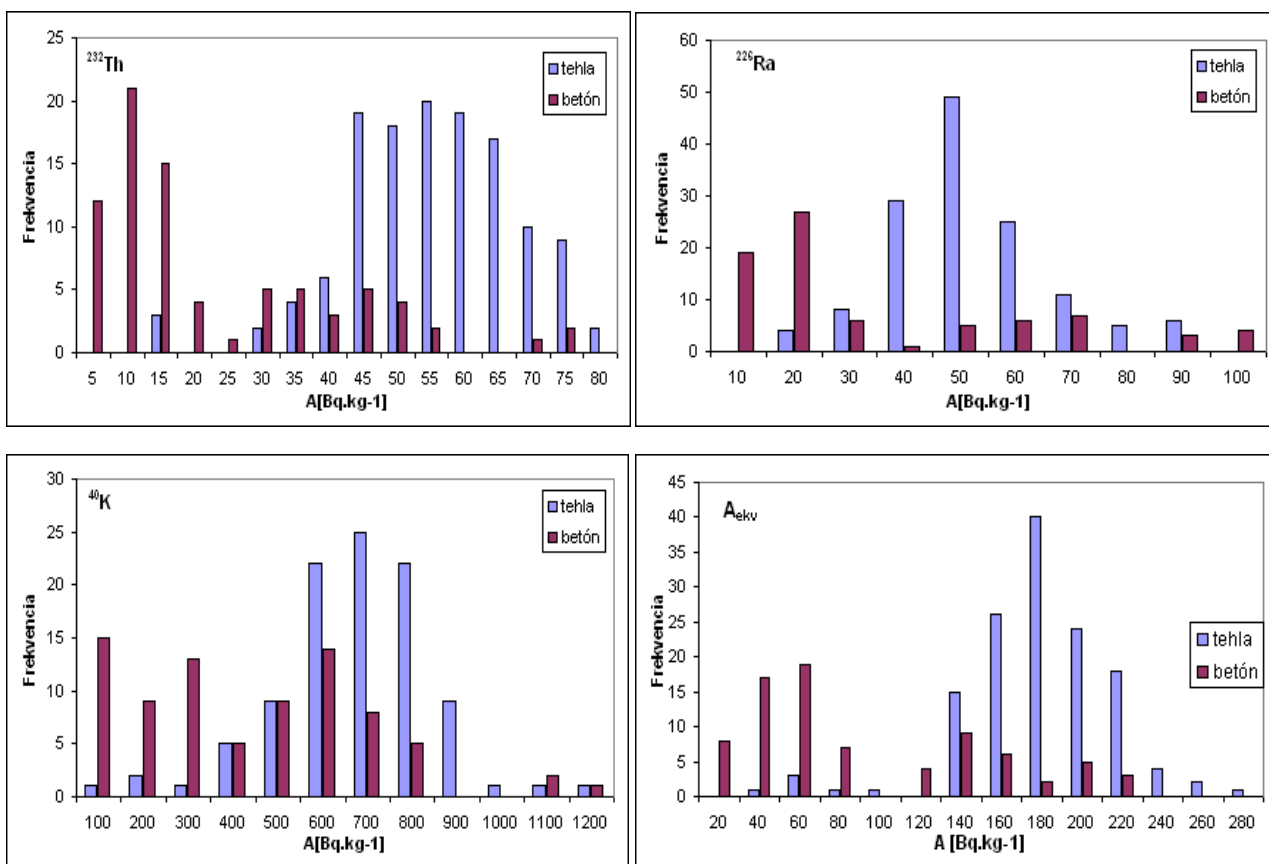 ²³²Th
tehla
betón
25
20
15
10
5
0
Frekvencia
5 10 15 20 25 30 35 40 45 50 55 60 65 70 75 80
A[Bq.kg-1]
²²⁶Ra
tehla
betón
60
50
40
30
20
10
0
Frekvencia
10 20 30 40 50 60 70 80 90 100
A[Bq.kg-1]
⁴⁰K
tehla
betón
30
25
20
15
10
5
0
Frekvencia
100 200 300 400 500 600 700 800 900 1000 1100 1200
A[Bq.kg-1]
Aₑₖᵥ
tehla
betón
45
40
35
30
25
20
15
10
5
0
Frekvencia
20 40 60 80 100 120 140 160 180 200 220 240 260 280
A [Bq.kg-1]